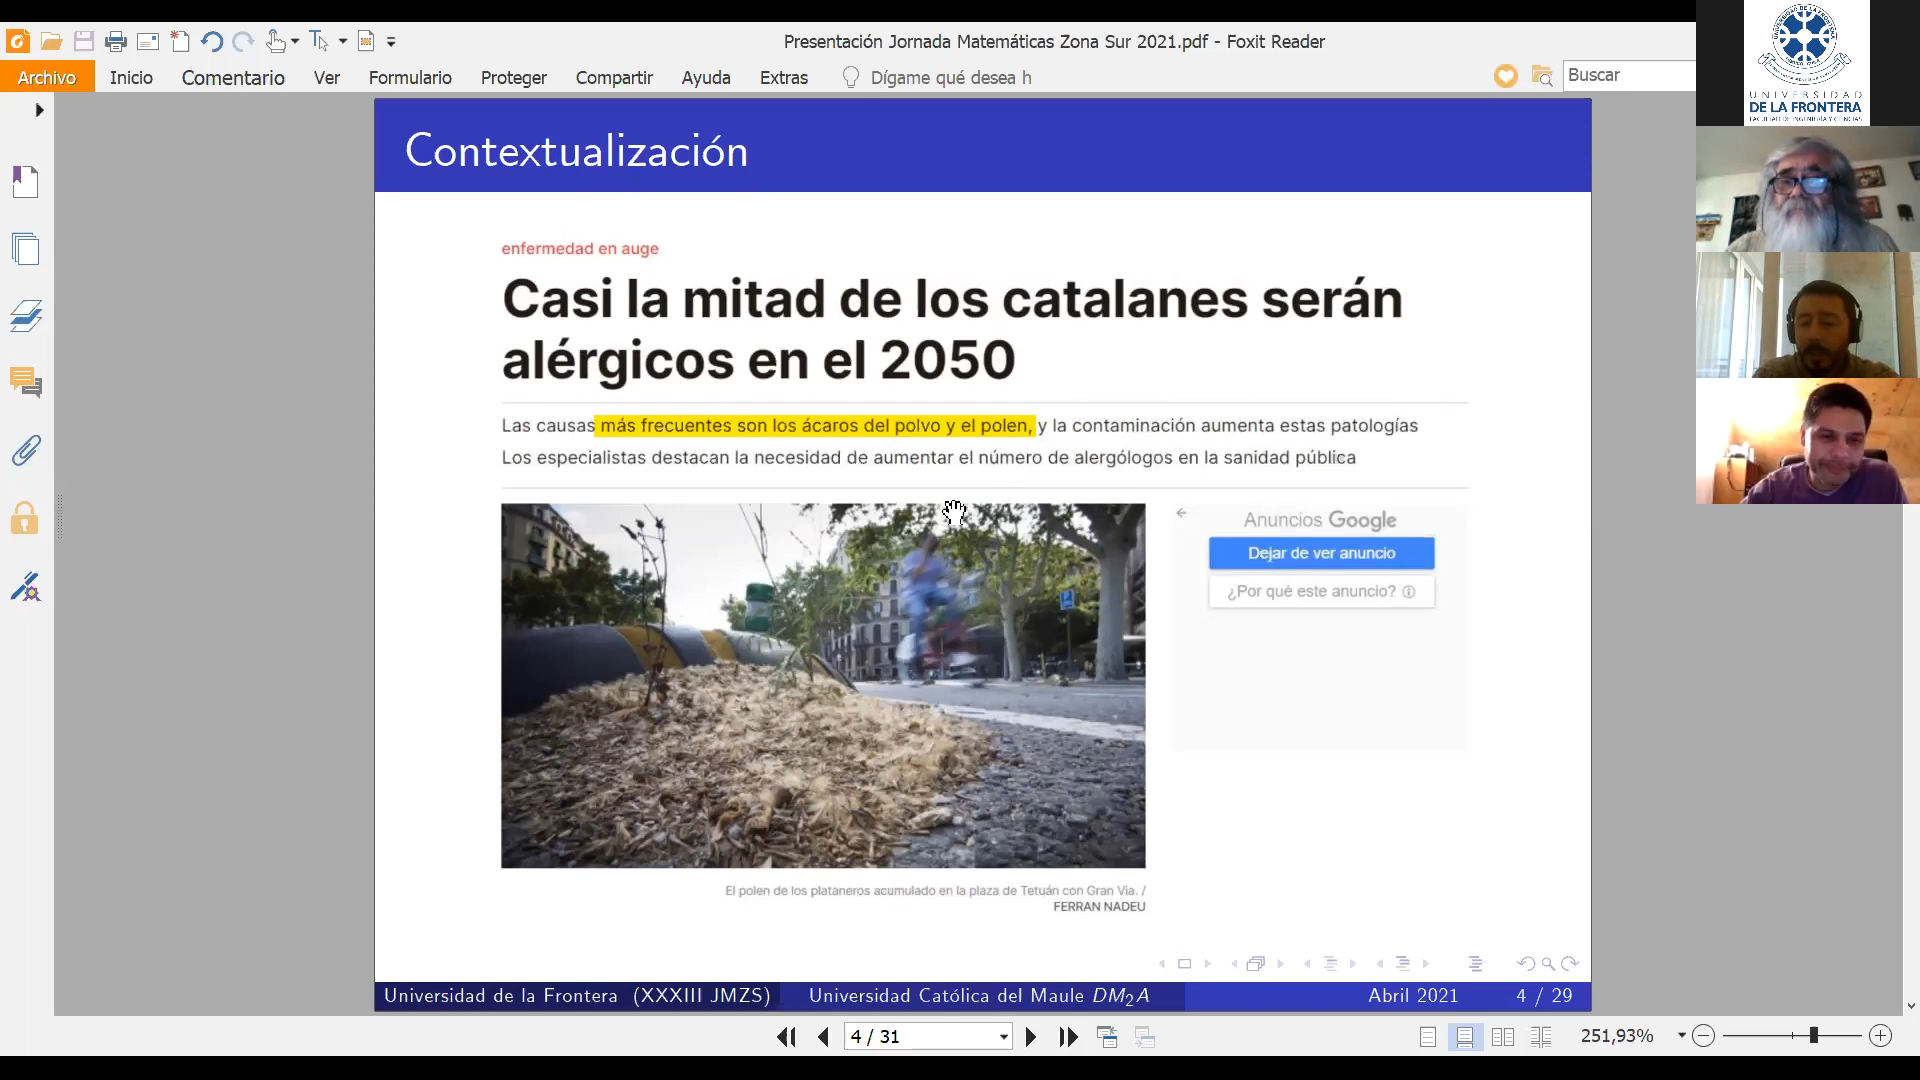 Presentación Jornada Matemáticas Zona Sur 2021.pdf - Foxit Reader
Archivo Inicio Comentario Ver Formulario Proteger Compartir Ayuda Extras Dígame qué desea h Buscar
UNIVERSIDAD
DE LA FRONTERA
FACULTAD DE INGENIERÍA Y CIENCIAS
Contextualización
enfermedad en auge
Casi la mitad de los catalanes serán
alérgicos en el 2050
Las causas más frecuentes son los ácaros del polvo y el polen, y la contaminación aumenta estas patologías
Los especialistas destacan la necesidad de aumentar el número de alergólogos en la sanidad pública
Anuncios Google
Dejar de ver anuncio
¿Por qué este anuncio?
El polen de los plataneros acumulado en la plaza de Tetuán con Gran Via. /
FERRAN NADEU
Universidad de la Frontera (XXXIII JMZS) Universidad Católica del Maule DM2A Abril 2021 4 / 29
4 / 31 251,93%